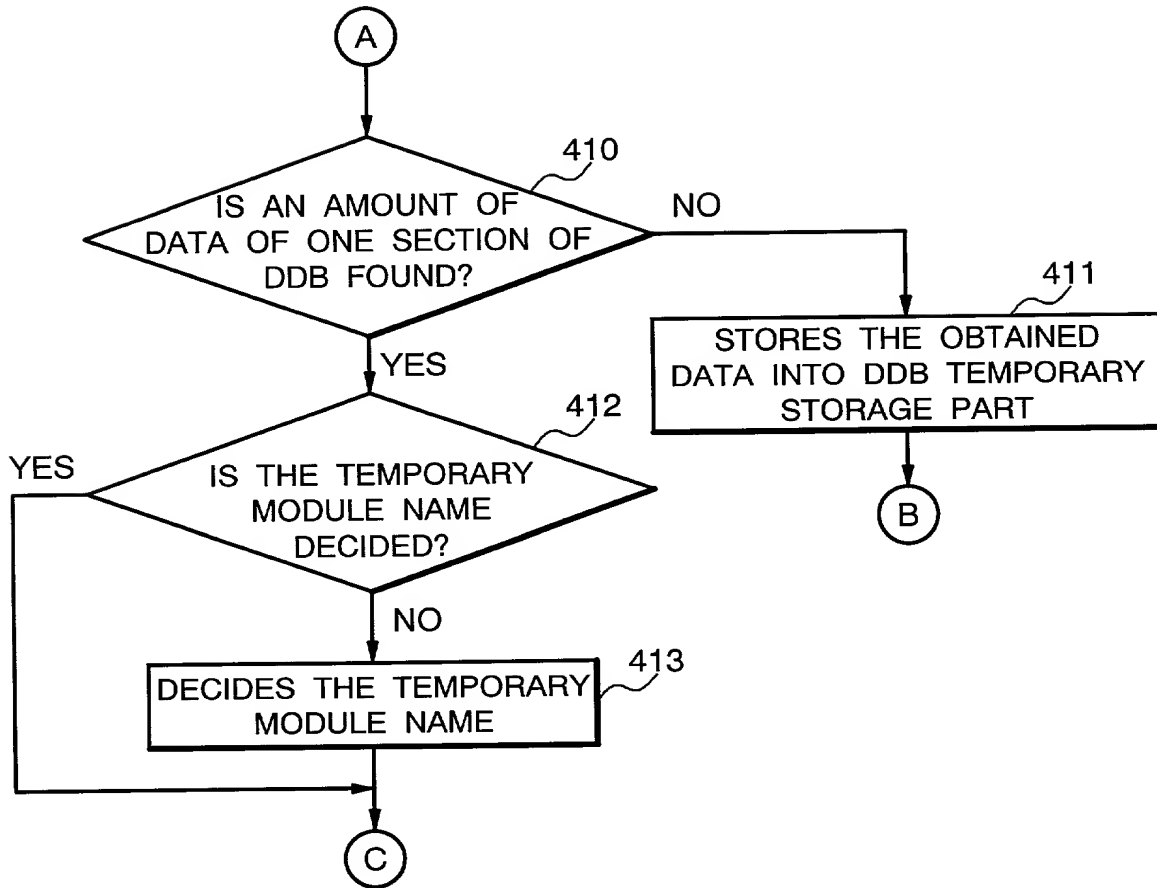 A
410
IS AN AMOUNT OF
DATA OF ONE SECTION OF
DDB FOUND?
NO
YES
411
STORES THE OBTAINED
DATA INTO DDB TEMPORARY
STORAGE PART
B
412
YES
IS THE TEMPORARY
MODULE NAME
DECIDED?
NO
413
DECIDES THE TEMPORARY
MODULE NAME
C